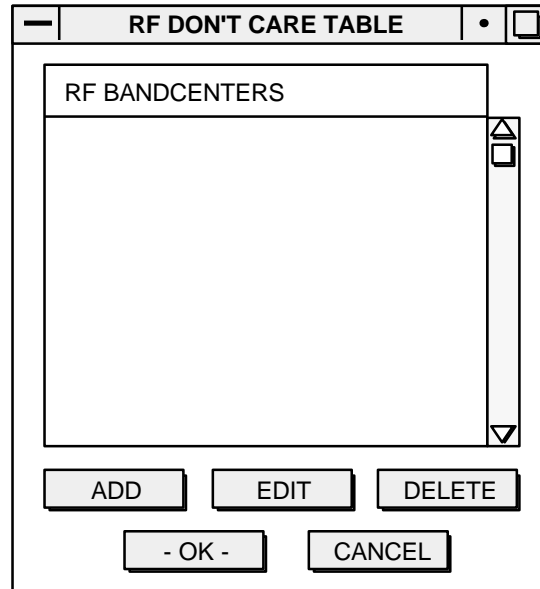 RF DON'T CARE TABLE
RF BANDCENTERS
ADD EDIT DELETE
- OK - CANCEL